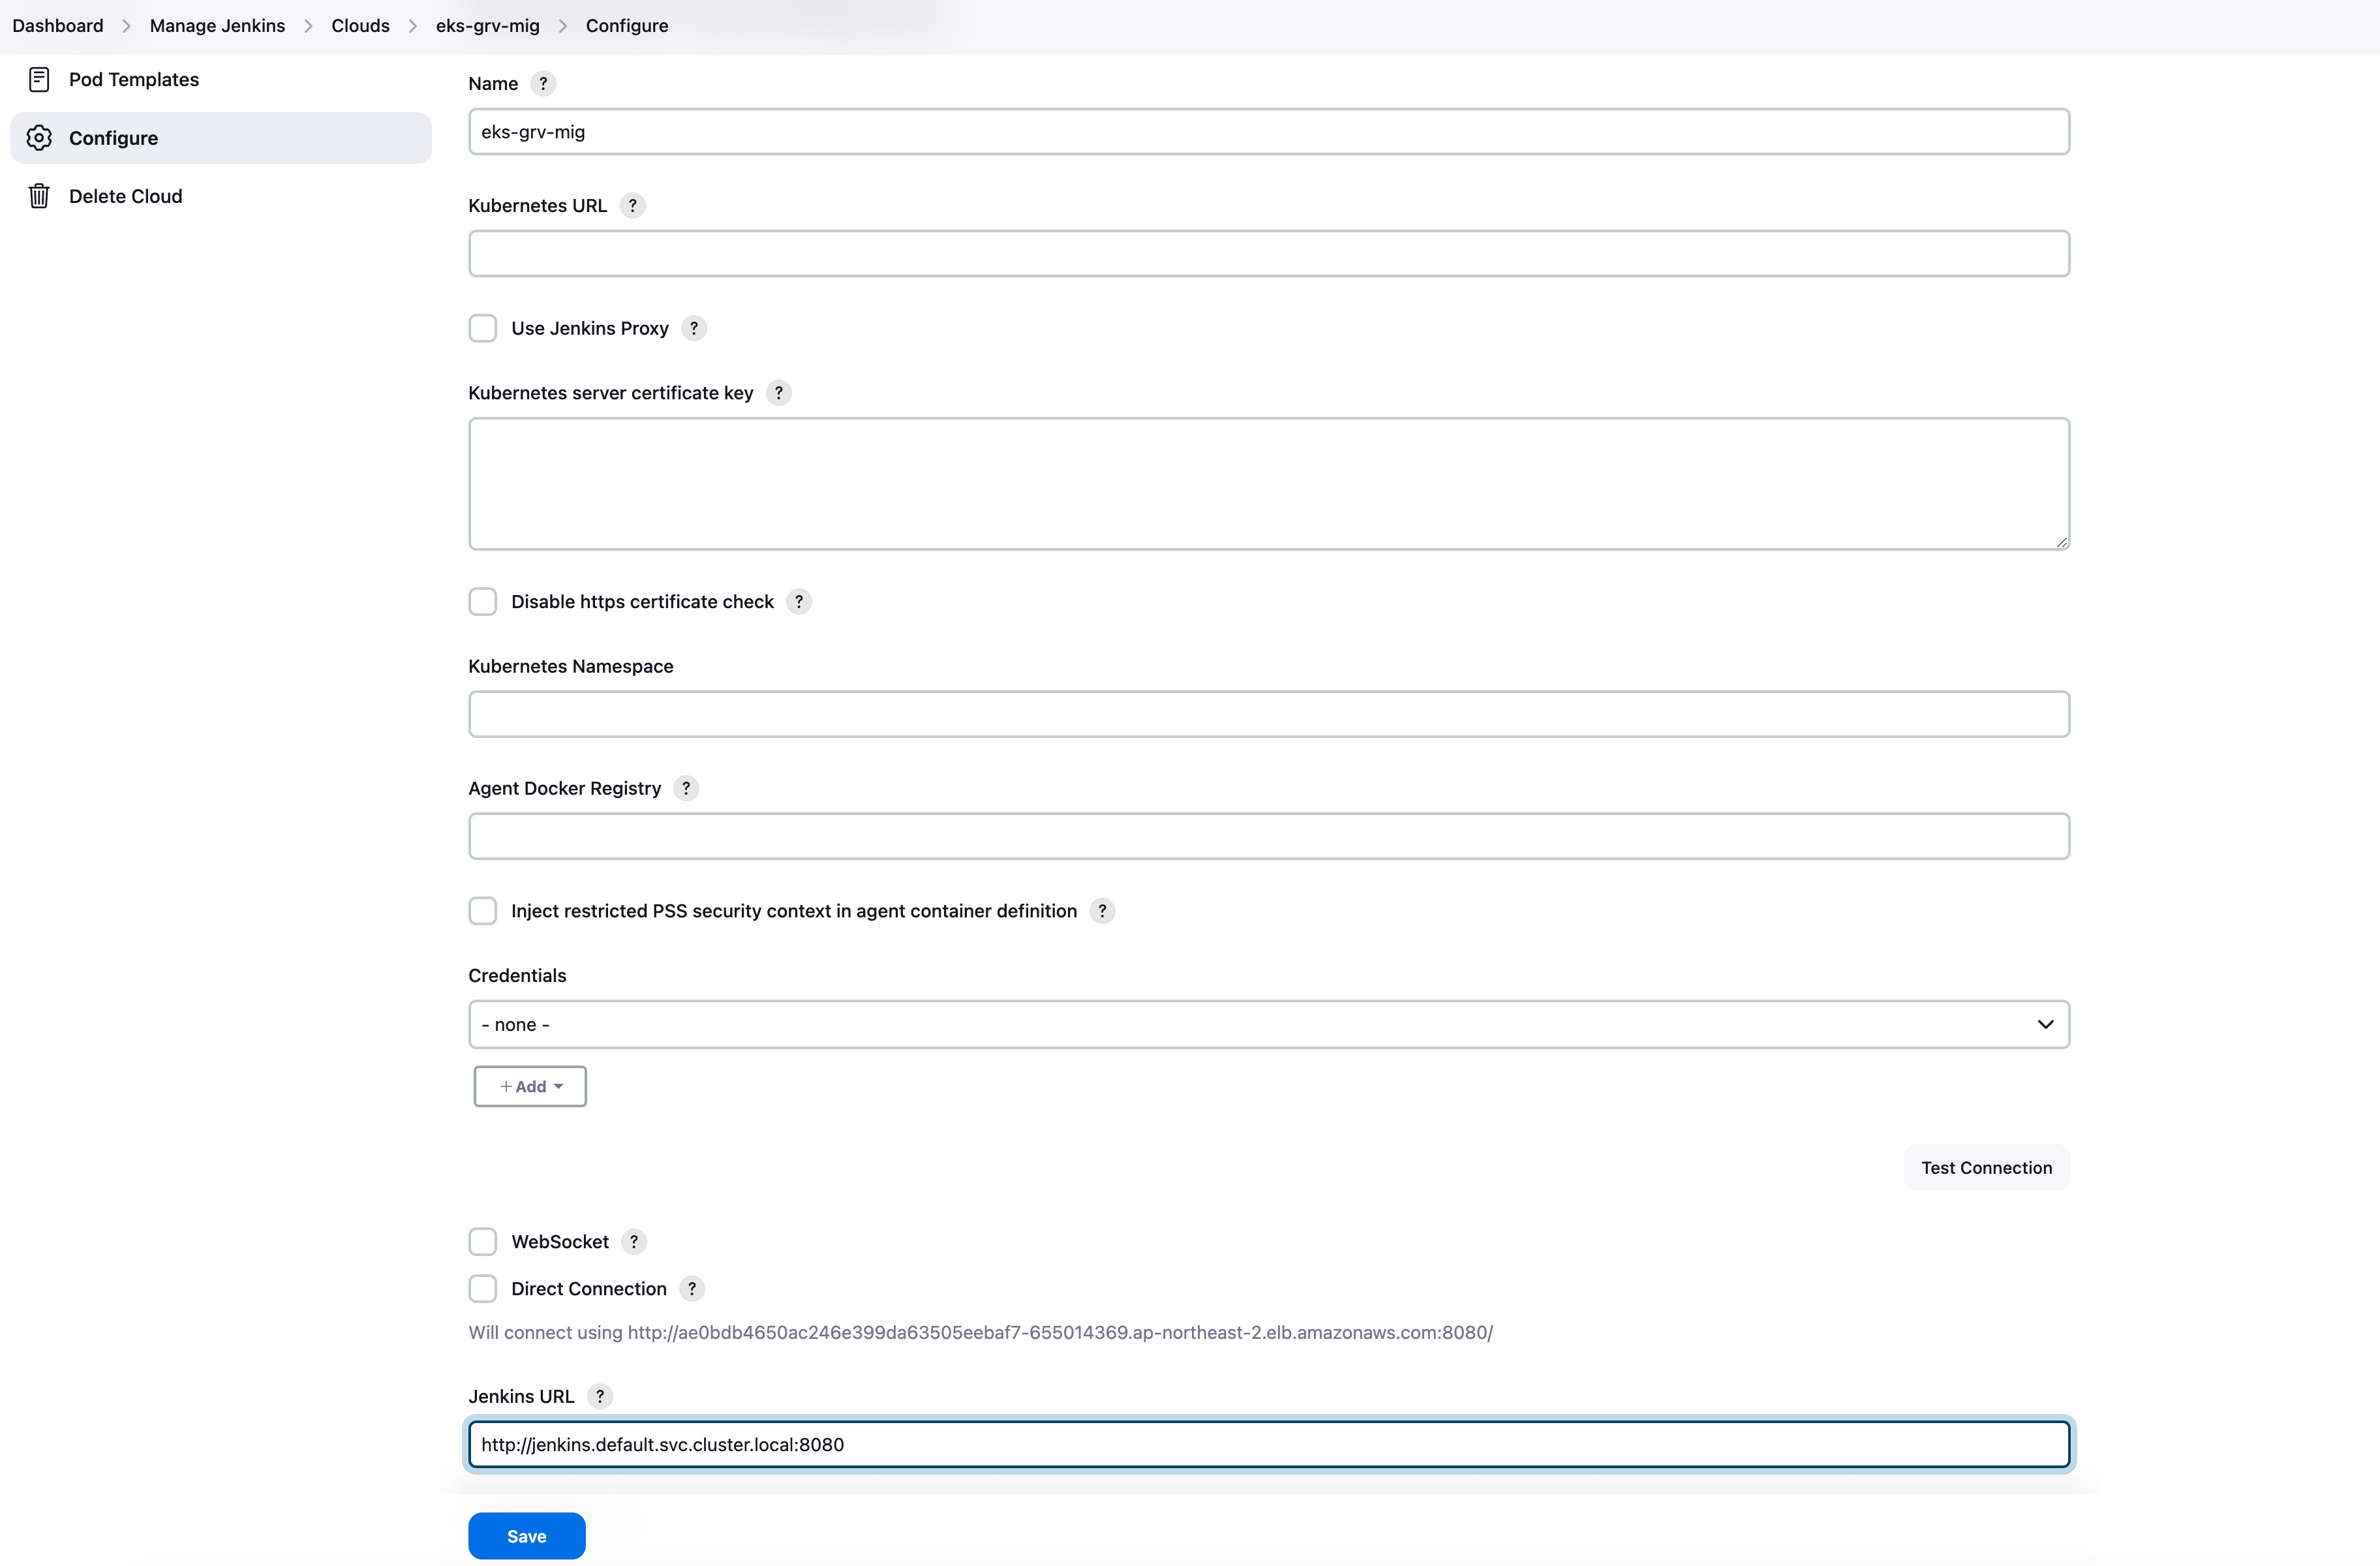 Dashboard > Manage Jenkins > Clouds > eks-grv-mig > Configure
Pod Templates
Configure
Delete Cloud
Name ?
eks-grv-mig
Kubernetes URL ?
Use Jenkins Proxy ?
Kubernetes server certificate key ?
Disable https certificate check ?
Kubernetes Namespace
Agent Docker Registry ?
Inject restricted PSS security context in agent container definition ?
Credentials
- none -
+ Add
Test Connection
WebSocket ?
Direct Connection ?
Will connect using http://ae0bdb4650ac246e399da63505eebaf7-655014369.ap-northeast-2.elb.amazonaws.com:8080/
Jenkins URL ?
http://jenkins.default.svc.cluster.local:8080
Save